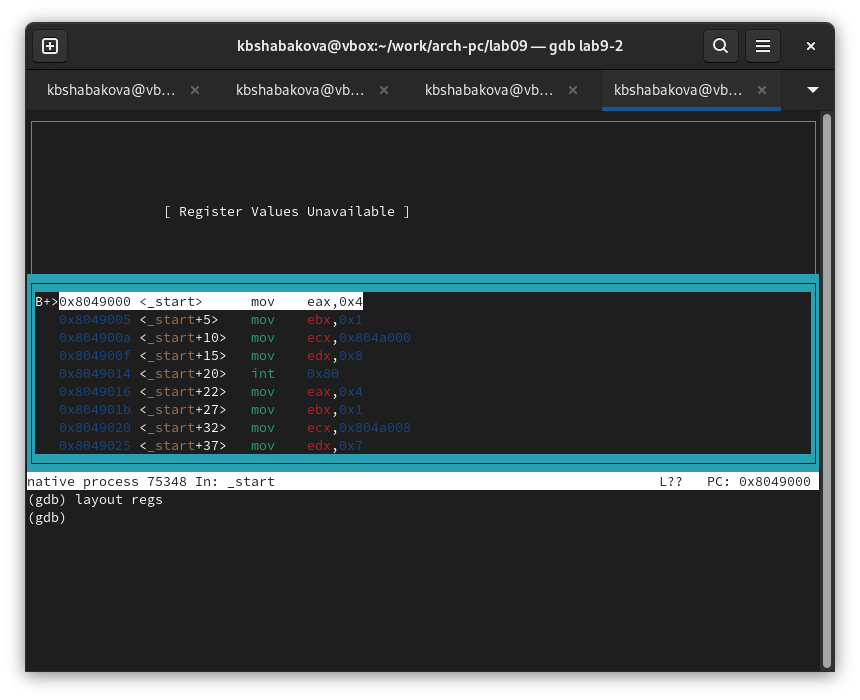 kbshabakova@vbox:~/work/arch-pc/lab09 — gdb lab9-2
kbshabakova@vb... kbshabakova@vb... kbshabakova@vb... kbshabakova@vb...
[ Register Values Unavailable ]
B+>0x8049000 <_start> mov eax,0x4
0x8049005 <_start+5> mov ebx,0x1
0x804900a <_start+10> mov ecx,0x804a000
0x804900f <_start+15> mov edx,0x8
0x8049014 <_start+20> int 0x80
0x8049016 <_start+22> mov eax,0x4
0x804901b <_start+27> mov ebx,0x1
0x8049020 <_start+32> mov ecx,0x804a008
0x8049025 <_start+37> mov edx,0x7
native process 75348 In: _start L?? PC: 0x8049000
(gdb) layout regs
(gdb)